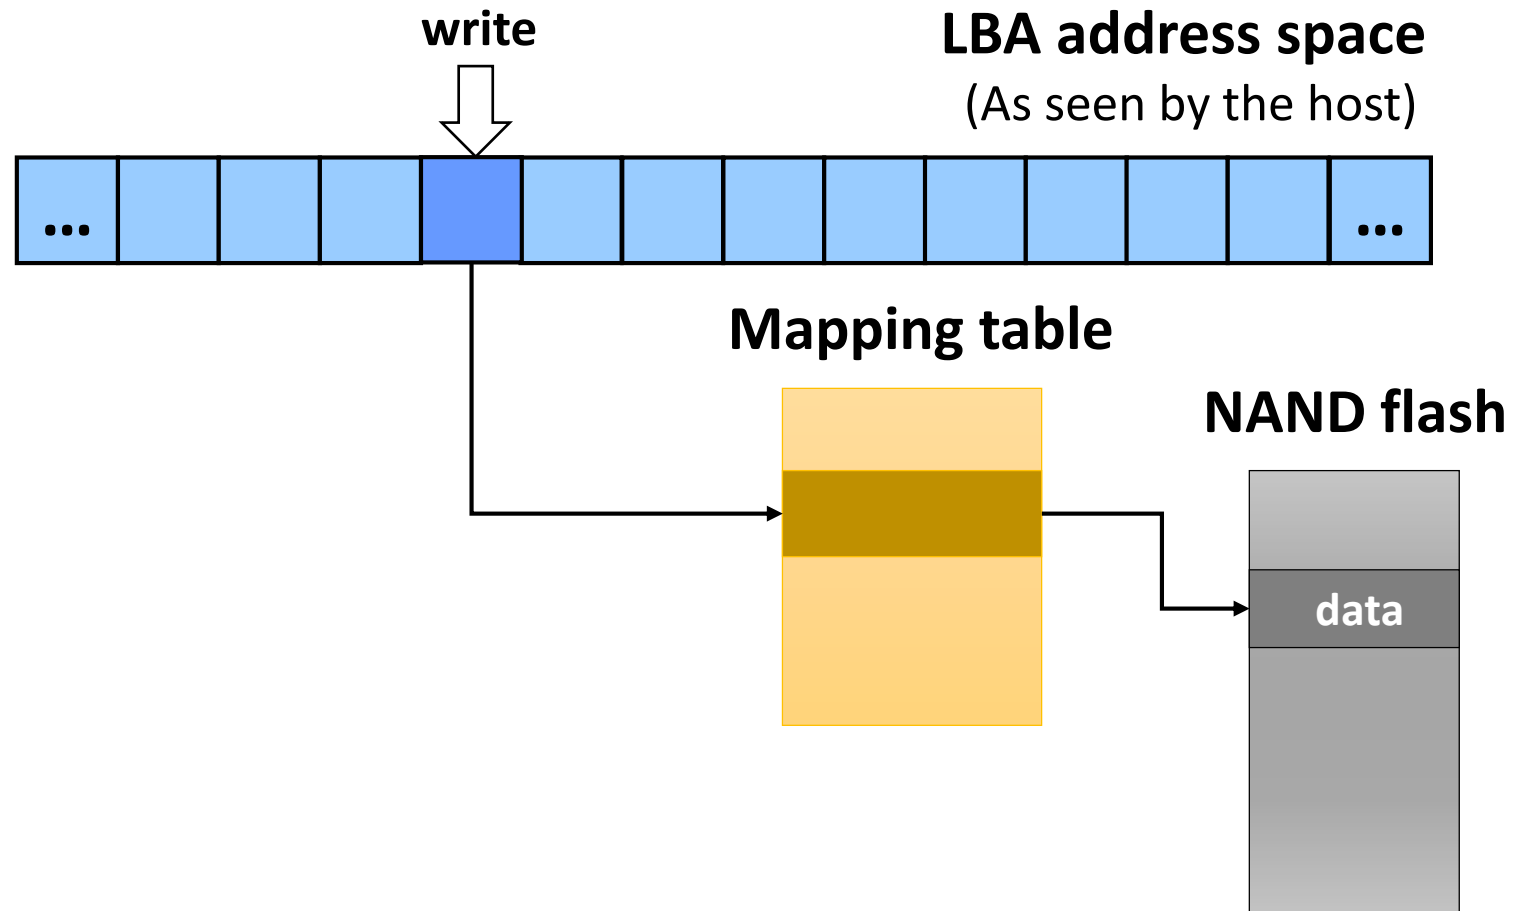 write
LBA address space
(As seen by the host)
...
...
Mapping table
NAND flash
data